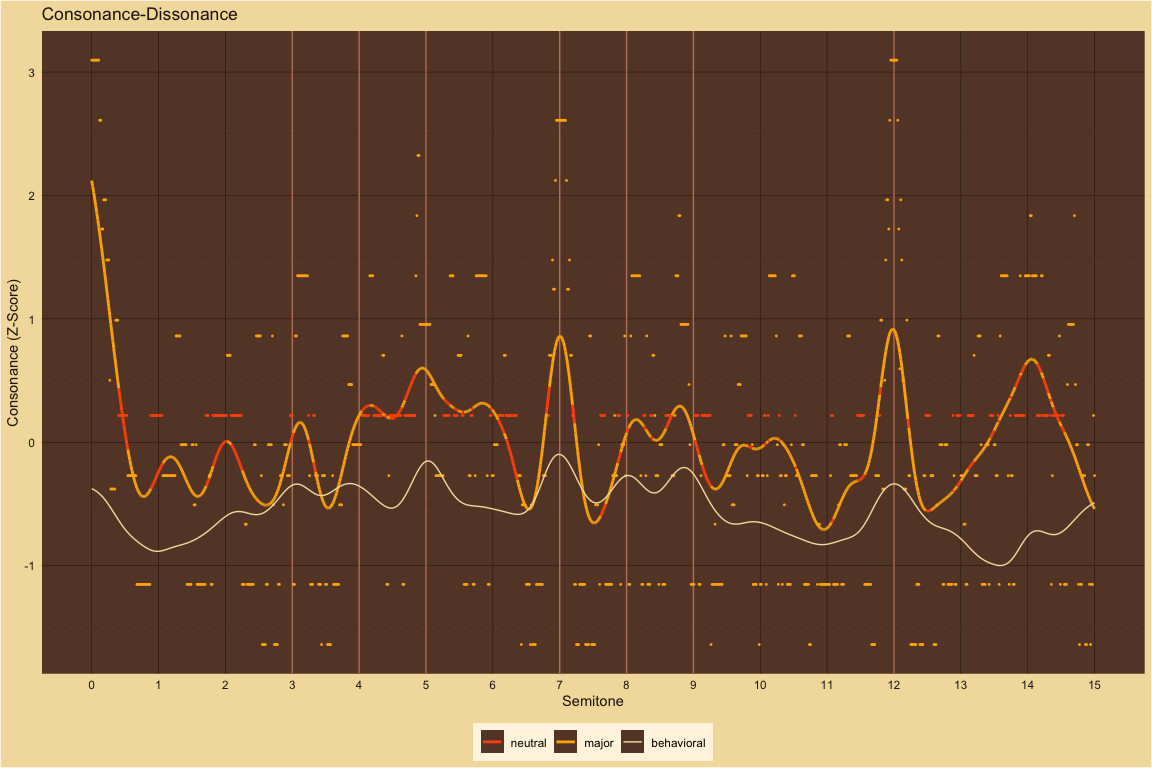 Consonance-Dissonance
Consonance (Z-Score)
3
2
1
0
-1
0 1 2 3 4 5 6 7 8 9 10 11 12 13 14 15
Semitone
neutral major behavioral